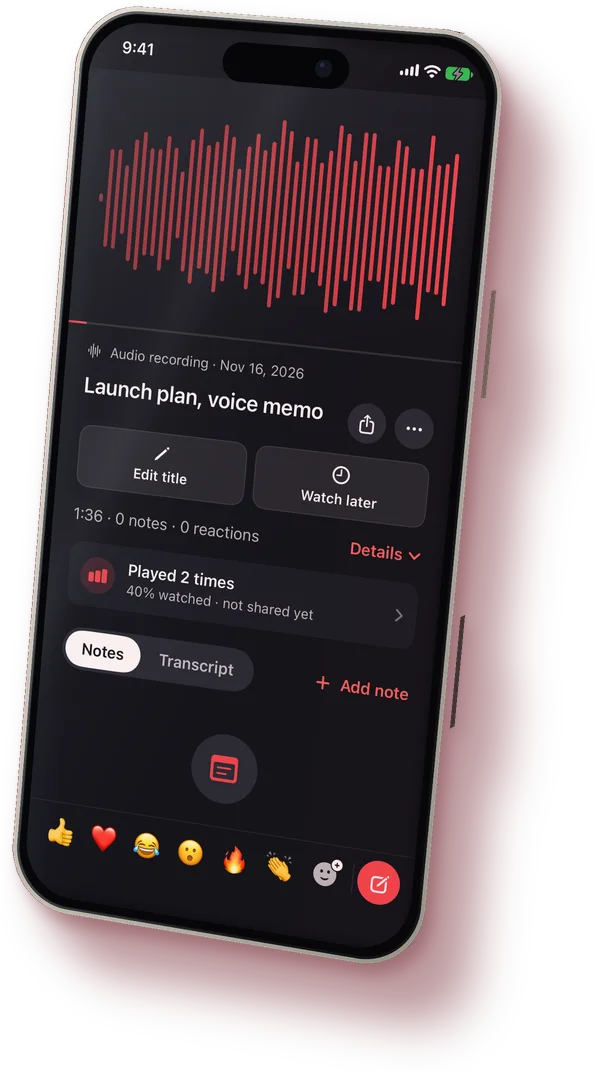 9:41
Audio recording · Nov 16, 2026
Launch plan, voice memo
Edit title
Watch later
1:36 · 0 notes · 0 reactions
Details
Played 2 times
40% watched · not shared yet
Notes
Transcript
+ Add note